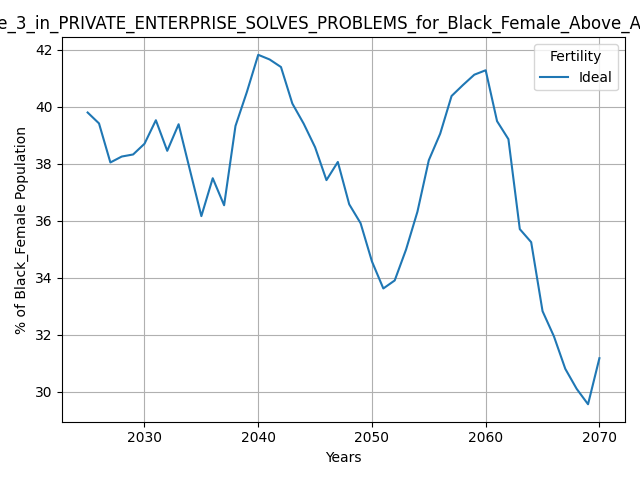 e_3_in_PRIVATE_ENTERPRISE_SOLVES_PROBLEMS_for_Black_Female_Above_A
42
40
38
36
34
32
30
% of Black_Female Population
Fertility
Ideal
2030 2040 2050 2060 2070
Years